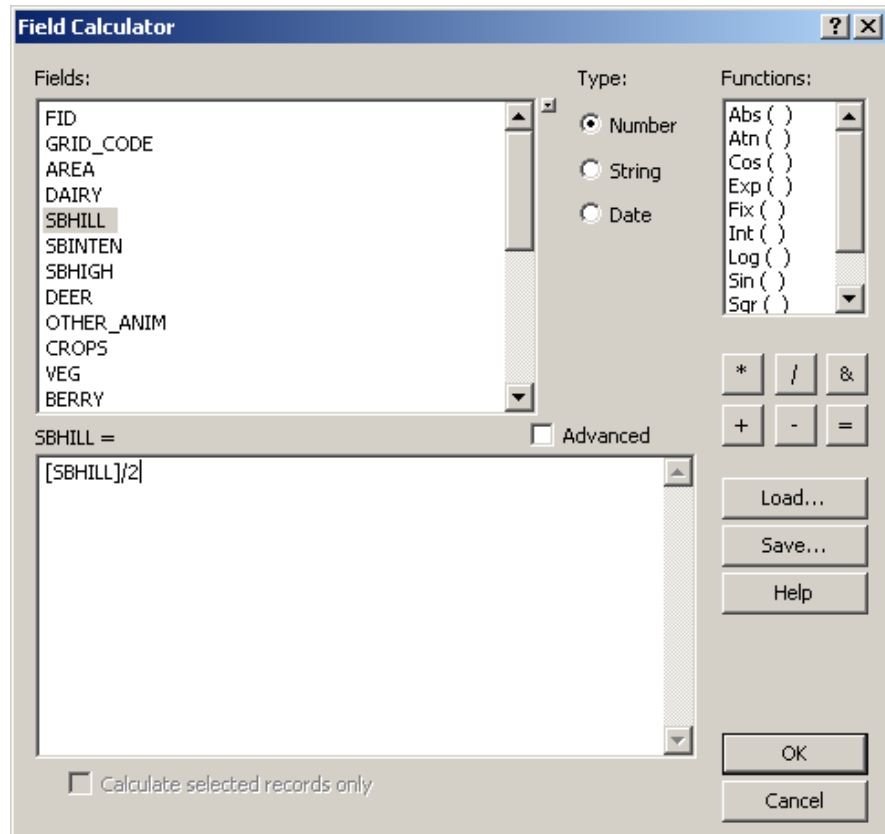 Field Calculator
Fields:
FID
GRID_CODE
AREA
DAIRY
SBHILL
SBINTEN
SBHIGH
DEER
OTHER_ANIM
CROPS
VEG
BERRY
Type:
Number
String
Date
Functions:
Abs ( )
Atn ( )
Cos ( )
Exp ( )
Fix ( )
Int ( )
Log ( )
Sin ( )
Sqr ( )
* / &
+ - =
SBHILL =
Advanced
[SBHILL]/2
Load...
Save...
Help
Calculate selected records only
OK
Cancel